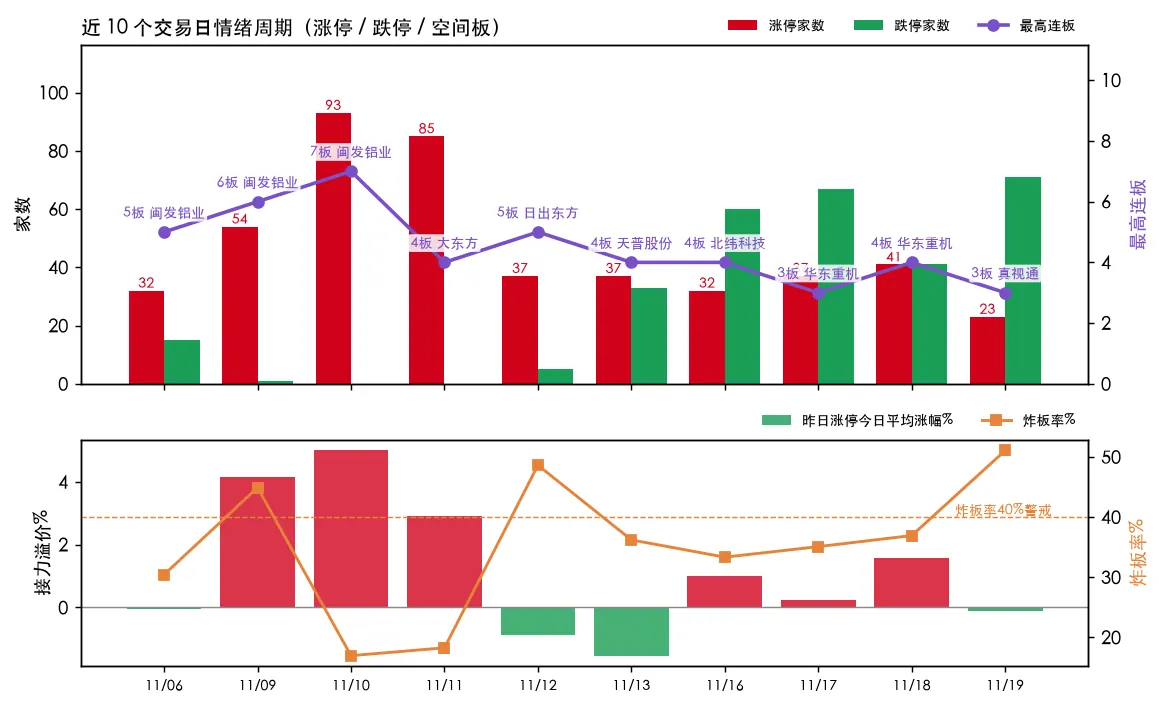 近 10 个交易日情绪周期（涨停 / 跌停 / 空间板）
涨停家数 跌停家数 最高连板
家数
100
80
60
40
20
0
10
8
6
4
2
0
最高连板
32
54
93
85
37
37
32
37
41
23
5板 闽发铝业
6板 闽发铝业
7板 闽发铝业
4板 大东方
5板 日出东方
4板 天普股份
4板 北纬科技
3板 华东重机
4板 华东重机
3板 真视通
昨日涨停今日平均涨幅% 炸板率%
接力溢价%
4
2
0
50
40
30
20
炸板率%
炸板率40%警戒
11/06 11/09 11/10 11/11 11/12 11/13 11/16 11/17 11/18 11/19